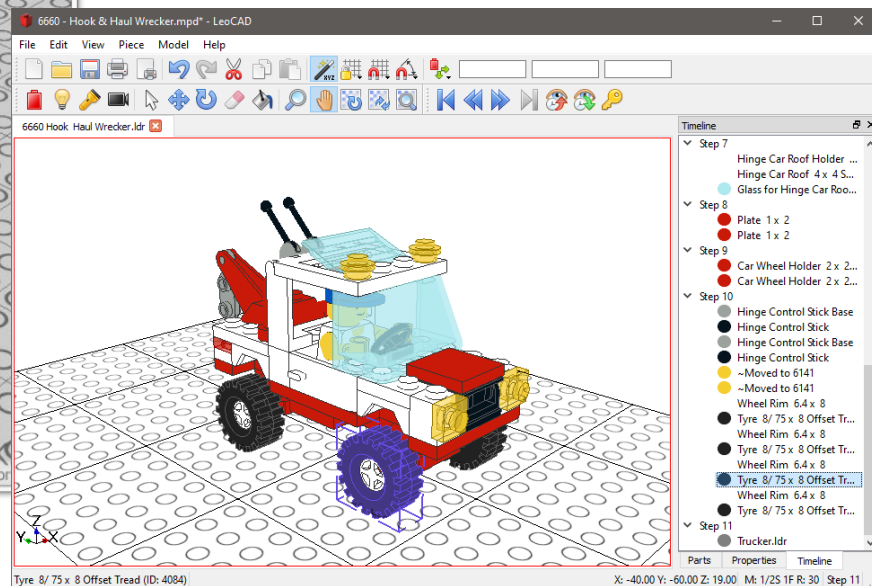 6660 - Hook & Haul Wrecker.mpd* - LeoCAD
File Edit View Piece Model Help
6660 Hook  Haul Wrecker.ldr
Timeline
Step 7
Hinge Car Roof Holder ...
Hinge Car Roof 4 x 4 S...
Glass for Hinge Car Roo...
Step 8
Plate 1 x 2
Plate 1 x 2
Step 9
Car Wheel Holder 2 x 2...
Car Wheel Holder 2 x 2...
Step 10
Hinge Control Stick Base
Hinge Control Stick
Hinge Control Stick Base
Hinge Control Stick
~Moved to 6141
~Moved to 6141
Wheel Rim 6.4 x 8
Tyre 8/ 75 x 8 Offset Tr...
Wheel Rim 6.4 x 8
Tyre 8/ 75 x 8 Offset Tr...
Wheel Rim 6.4 x 8
Tyre 8/ 75 x 8 Offset Tr...
Wheel Rim 6.4 x 8
Tyre 8/ 75 x 8 Offset Tr...
Step 11
Trucker.ldr
Z
Y X
Parts Properties Timeline
Tyre 8/ 75 x 8 Offset Tread (ID: 4084)
X: -40.00 Y: -60.00 Z: 19.00 M: 1/2S 1F R: 30 Step 11